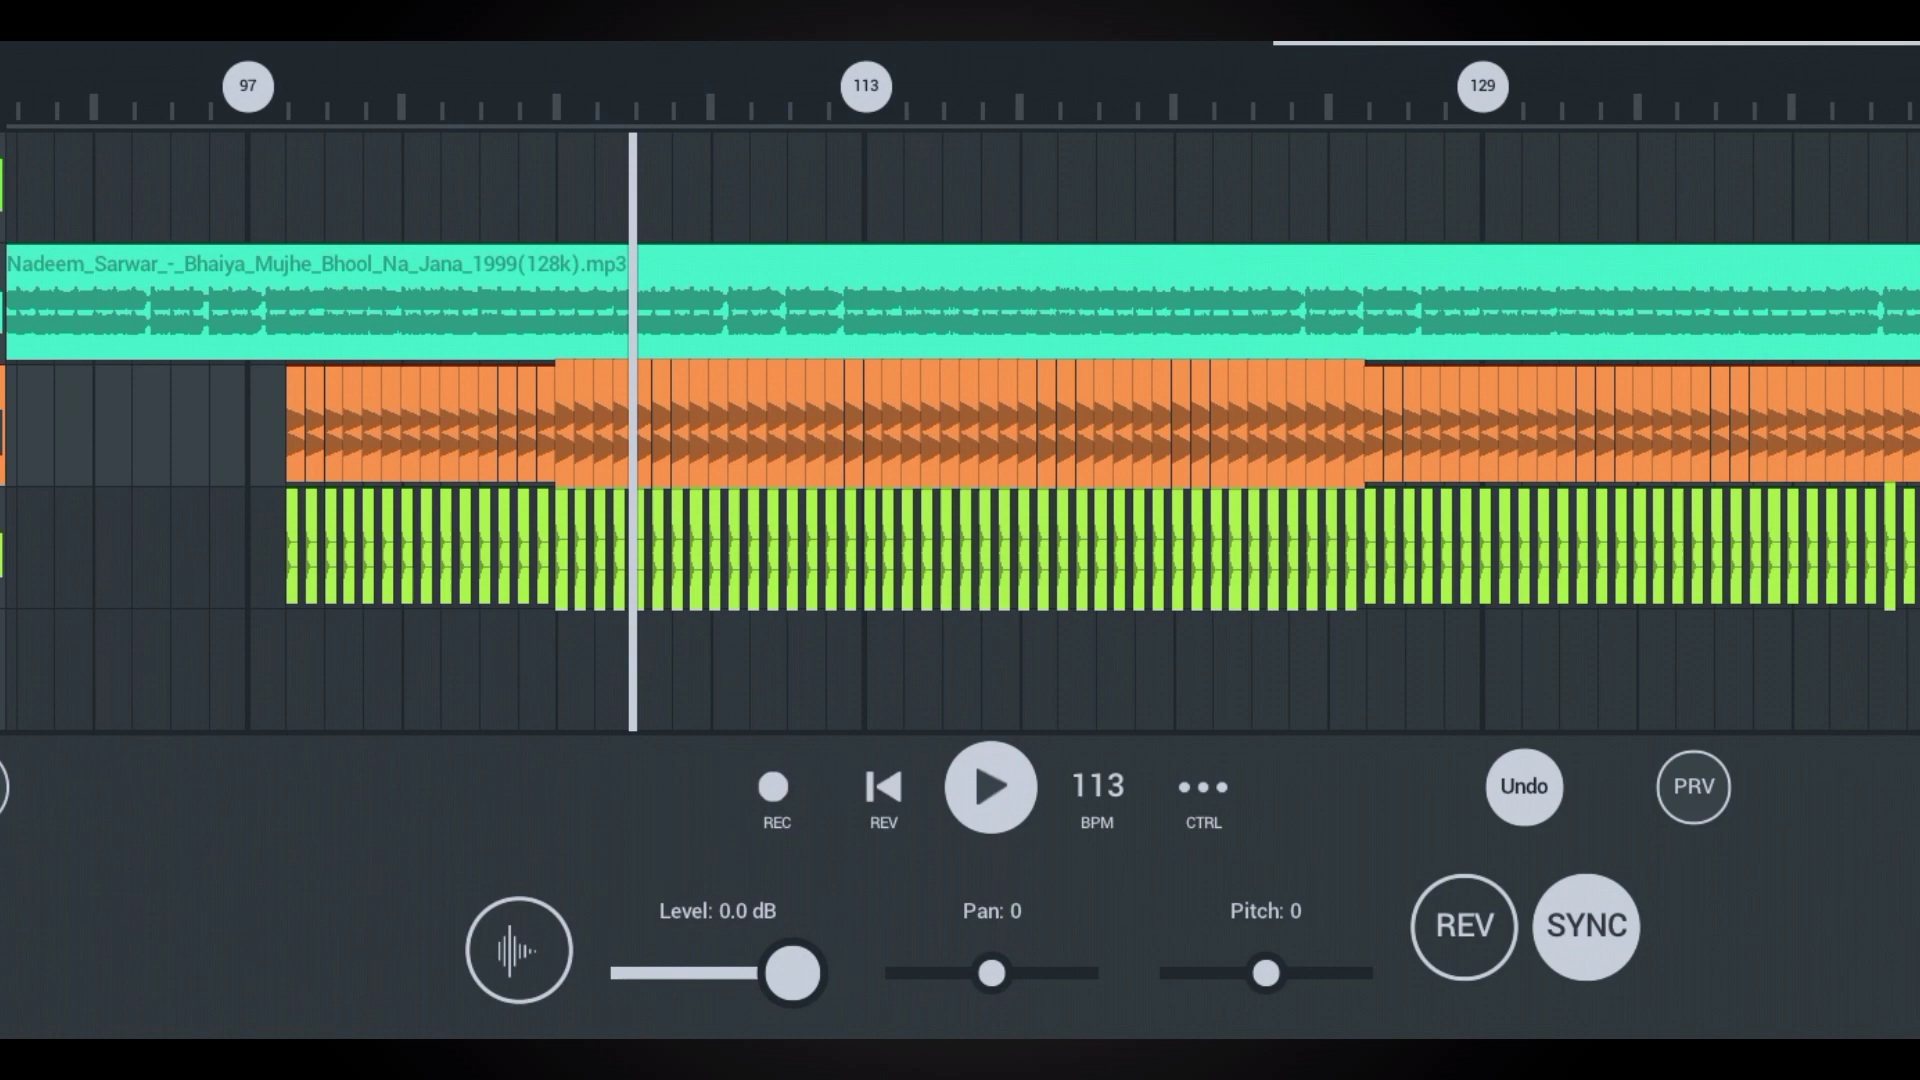 97
113
129
Nadeem_Sarwar_-_Bhaiya_Mujhe_Bhool_Na_Jana_1999(128k).mp3
113
Undo
PRV
REC
REV
BPM
CTRL
Level: 0.0 dB
Pan: 0
Pitch: 0
REV
SYNC